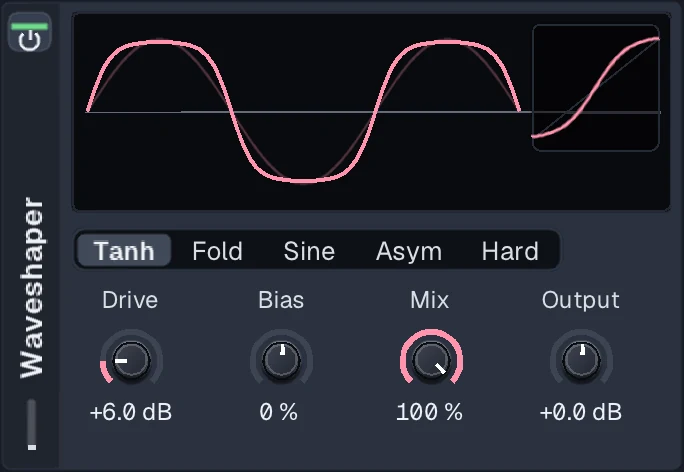 Waveshaper
Tanh Fold Sine Asym Hard
Drive Bias Mix Output
+6.0 dB 0 % 100 % +0.0 dB